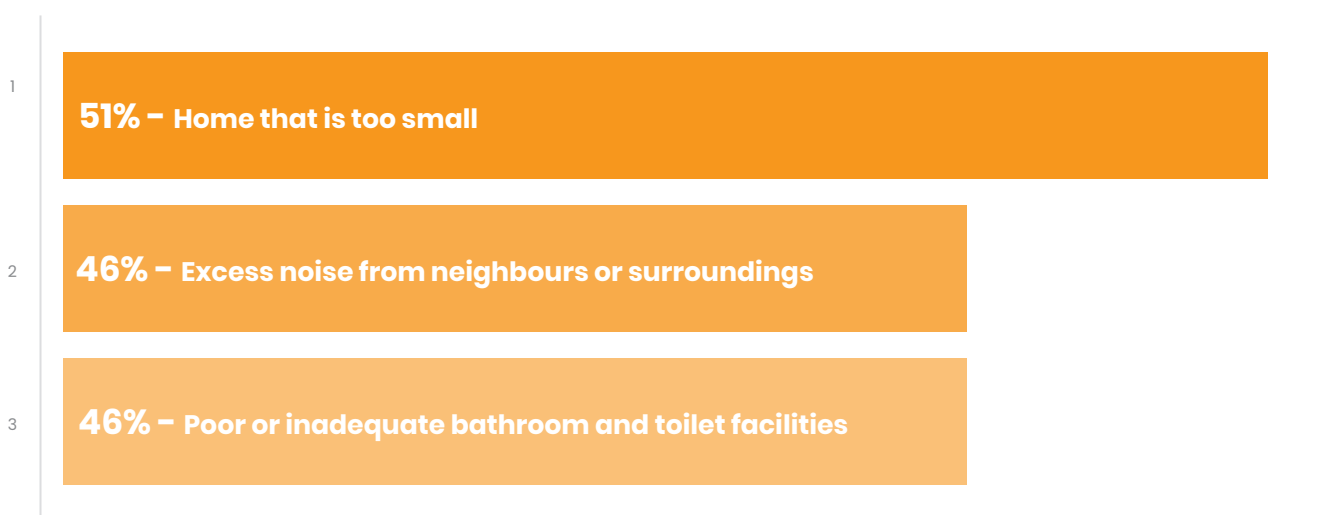 1
51% – Home that is too small
2
46% – Excess noise from neighbours or surroundings
3
46% – Poor or inadequate bathroom and toilet facilities